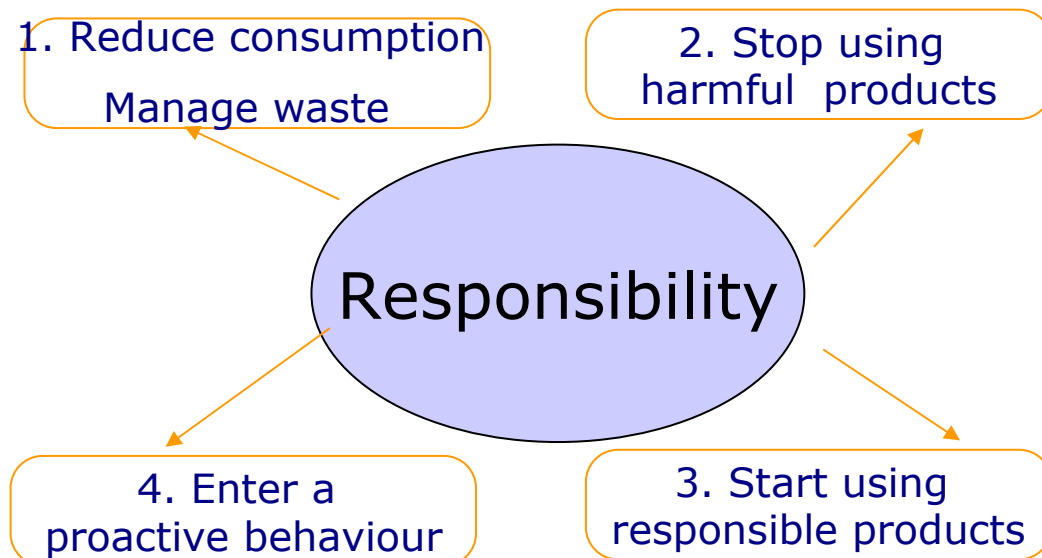 1. Reduce consumption
Manage waste
2. Stop using
harmful products
Responsibility
4. Enter a
proactive behaviour
3. Start using
responsible products